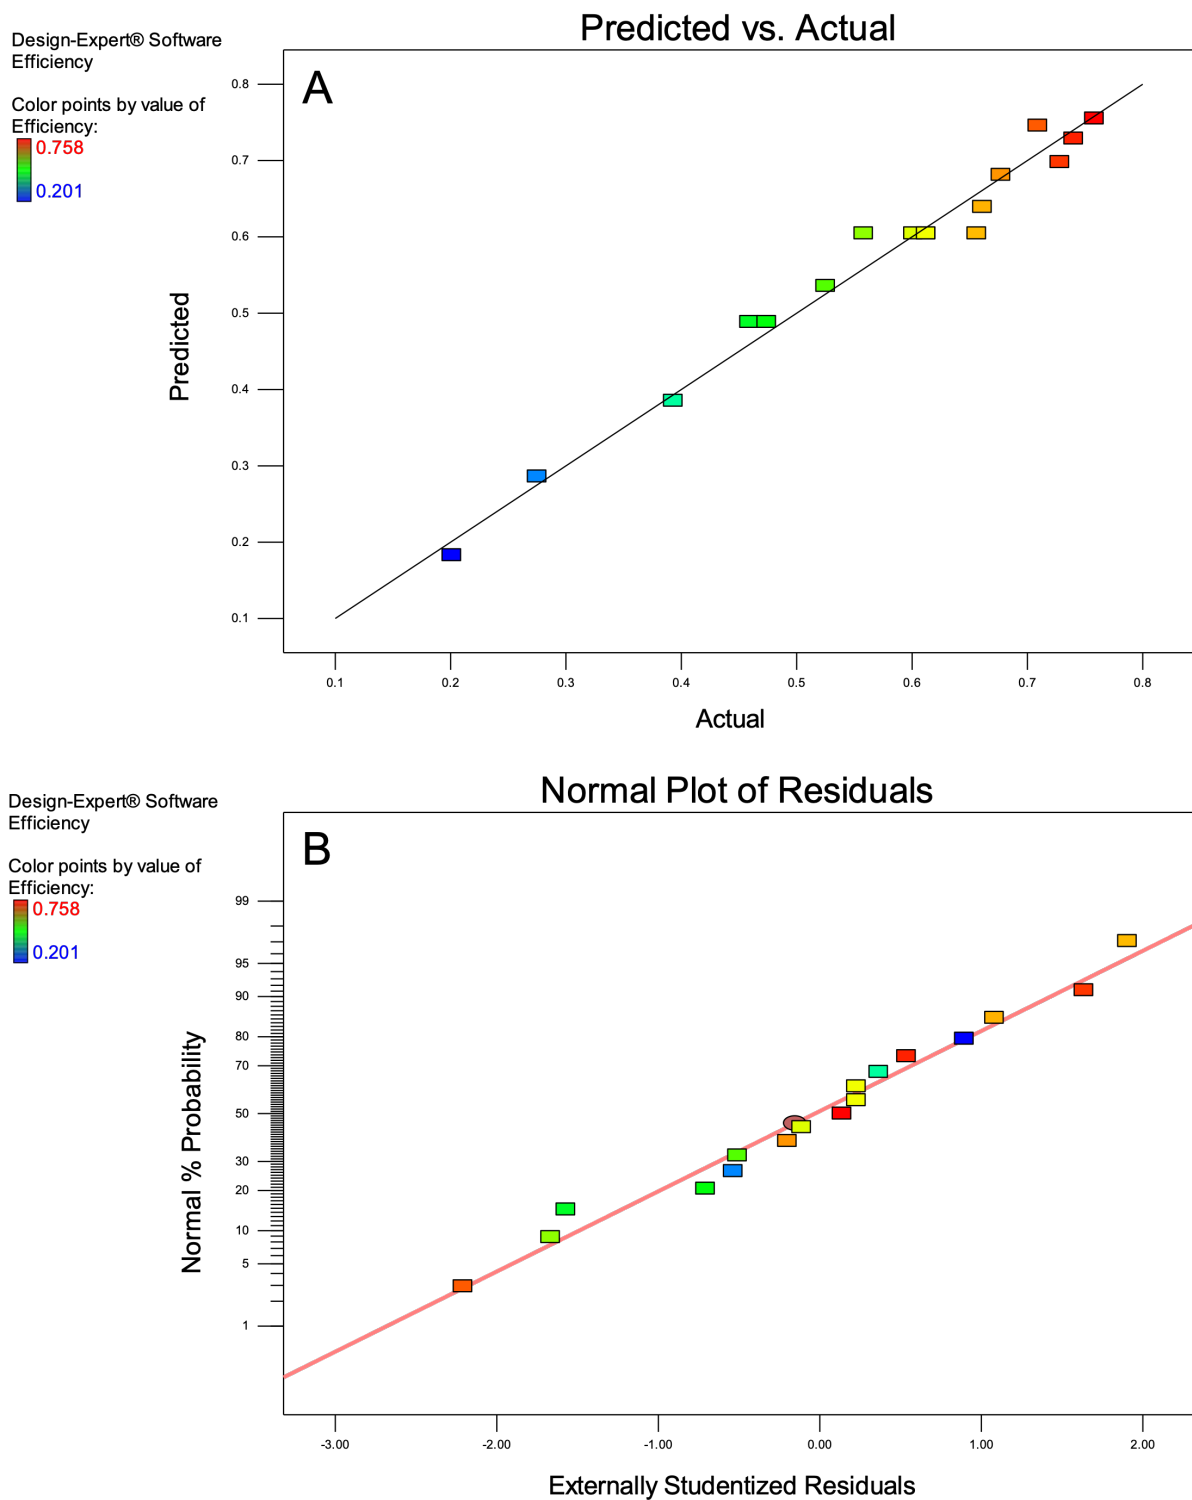 Predicted vs. Actual
Design-Expert® Software
Efficiency
Color points by value of
Efficiency:
0.758
0.201
A
0.8
0.7
0.6
0.5
0.4
0.3
0.2
0.1
Predicted
0.1 0.2 0.3 0.4 0.5 0.6 0.7 0.8
Actual
Normal Plot of Residuals
Design-Expert® Software
Efficiency
Color points by value of
Efficiency:
0.758
0.201
B
99
95
90
80
70
50
30
20
10
5
1
Normal % Probability
-3.00 -2.00 -1.00 0.00 1.00 2.00
Externally Studentized Residuals